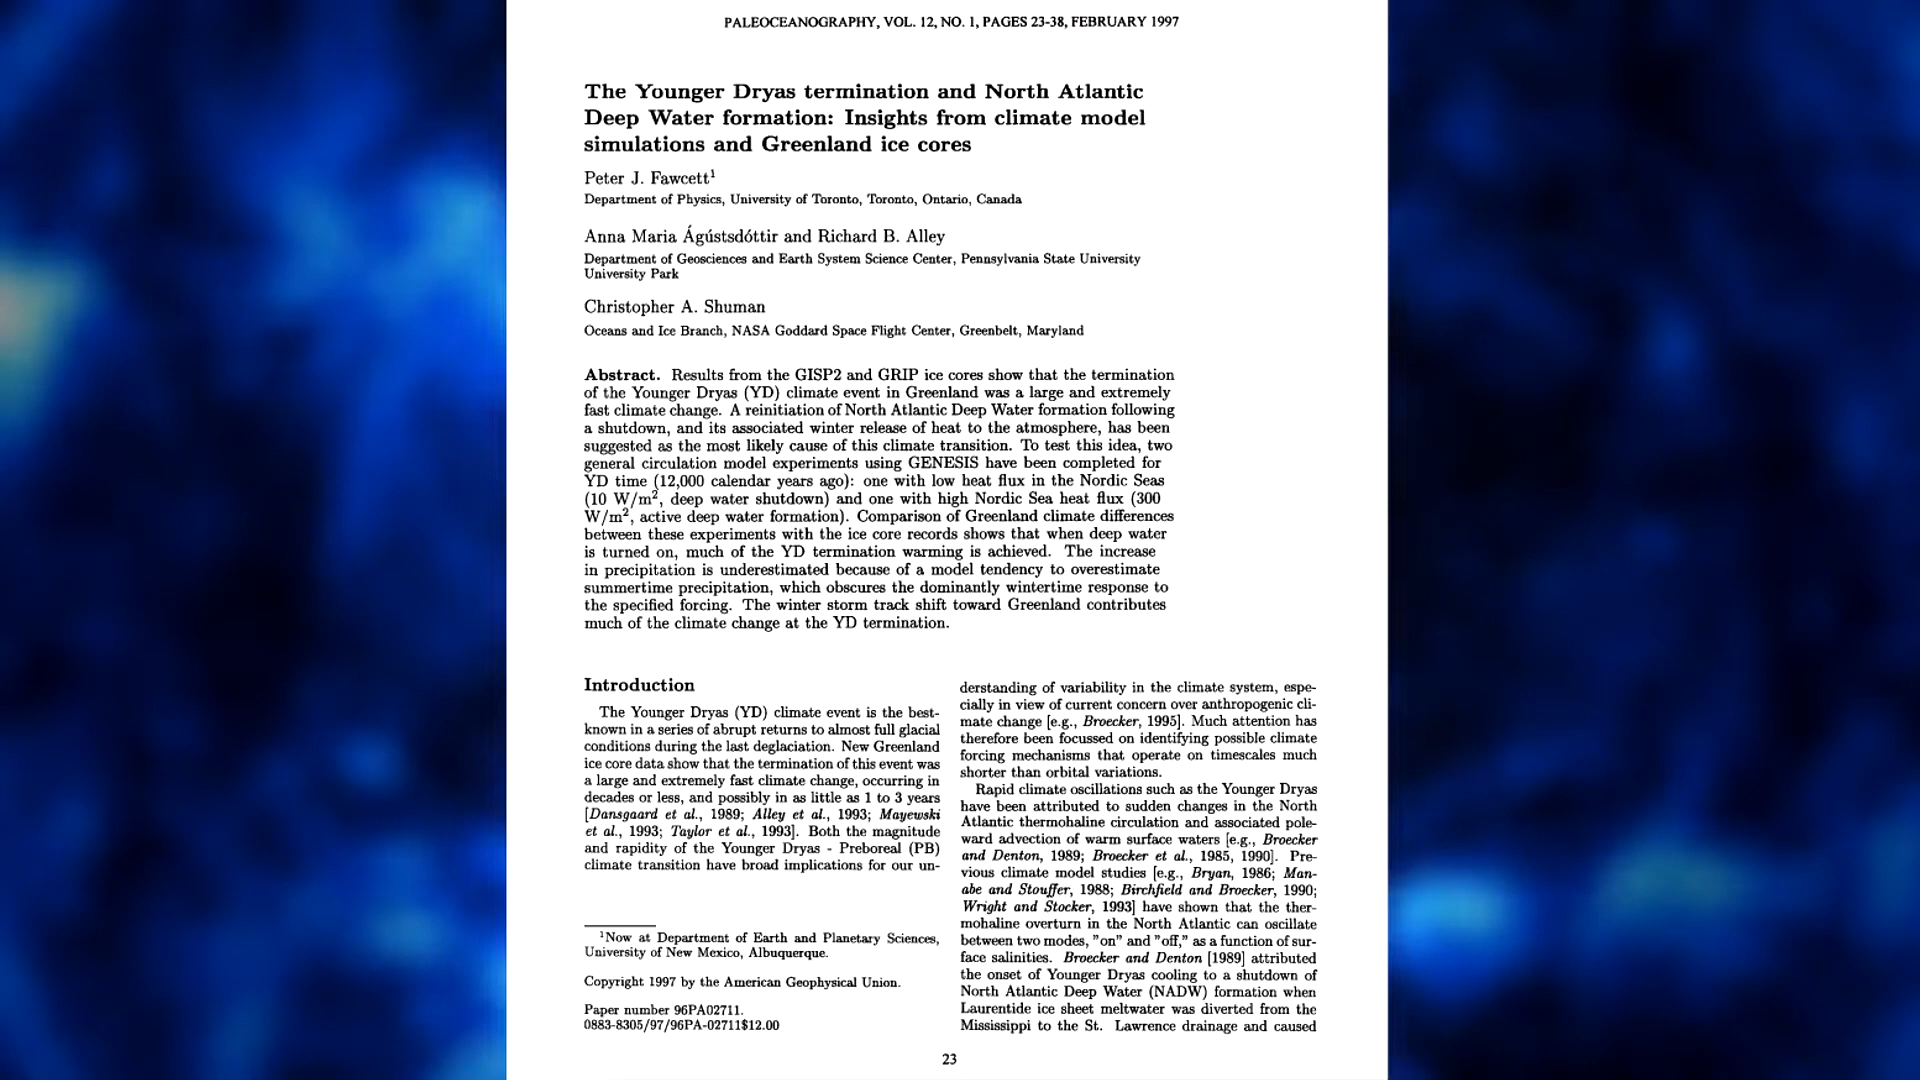 PALEOCEANOGRAPHY, VOL. 12, NO. 1, PAGES 23-38, FEBRUARY 1997
The Younger Dryas termination and North Atlantic
Deep Water formation: Insights from climate model
simulations and Greenland ice cores
Peter J. Fawcett¹
Department of Physics, University of Toronto, Toronto, Ontario, Canada
Anna Maria Ágústsdóttir and Richard B. Alley
Department of Geosciences and Earth System Science Center, Pennsylvania State University
University Park
Christopher A. Shuman
Oceans and Ice Branch, NASA Goddard Space Flight Center, Greenbelt, Maryland
Abstract. Results from the GISP2 and GRIP ice cores show that the termination
of the Younger Dryas (YD) climate event in Greenland was a large and extremely
fast climate change. A reinitiation of North Atlantic Deep Water formation following
a shutdown, and its associated winter release of heat to the atmosphere, has been
suggested as the most likely cause of this climate transition. To test this idea, two
general circulation model experiments using GENESIS have been completed for
YD time (12,000 calendar years ago): one with low heat flux in the Nordic Seas
(10 W/m², deep water shutdown) and one with high Nordic Sea heat flux (300
W/m², active deep water formation). Comparison of Greenland climate differences
between these experiments with the ice core records shows that when deep water
is turned on, much of the YD termination warming is achieved. The increase
in precipitation is underestimated because of a model tendency to overestimate
summertime precipitation, which obscures the dominantly wintertime response to
the specified forcing. The winter storm track shift toward Greenland contributes
much of the climate change at the YD termination.
Introduction
The Younger Dryas (YD) climate event is the best-
known in a series of abrupt returns to almost full glacial
conditions during the last deglaciation. New Greenland
ice core data show that the termination of this event was
a large and extremely fast climate change, occurring in
decades or less, and possibly in as little as 1 to 3 years
[Dansgaard et al., 1989; Alley et al., 1993; Mayewski
et al., 1993; Taylor et al., 1993]. Both the magnitude
and rapidity of the Younger Dryas - Preboreal (PB)
climate transition have broad implications for our un-
¹Now at Department of Earth and Planetary Sciences,
University of New Mexico, Albuquerque.
Copyright 1997 by the American Geophysical Union.
Paper number 96PA02711.
0883-8305/97/96PA-02711$12.00
derstanding of variability in the climate system, espe-
cially in view of current concern over anthropogenic cli-
mate change [e.g., Broecker, 1995]. Much attention has
therefore been focussed on identifying possible climate
forcing mechanisms that operate on timescales much
shorter than orbital variations.
Rapid climate oscillations such as the Younger Dryas
have been attributed to sudden changes in the North
Atlantic thermohaline circulation and associated pole-
ward advection of warm surface waters [e.g., Broecker
and Denton, 1989; Broecker et al., 1985, 1990]. Pre-
vious climate model studies [e.g., Bryan, 1986; Man-
abe and Stouffer, 1988; Birchfield and Broecker, 1990;
Wright and Stocker, 1993] have shown that the ther-
mohaline overturn in the North Atlantic can oscillate
between two modes, "on" and "off," as a function of sur-
face salinities. Broecker and Denton [1989] attributed
the onset of Younger Dryas cooling to a shutdown of
North Atlantic Deep Water (NADW) formation when
Laurentide ice sheet meltwater was diverted from the
Mississippi to the St. Lawrence drainage and caused
23